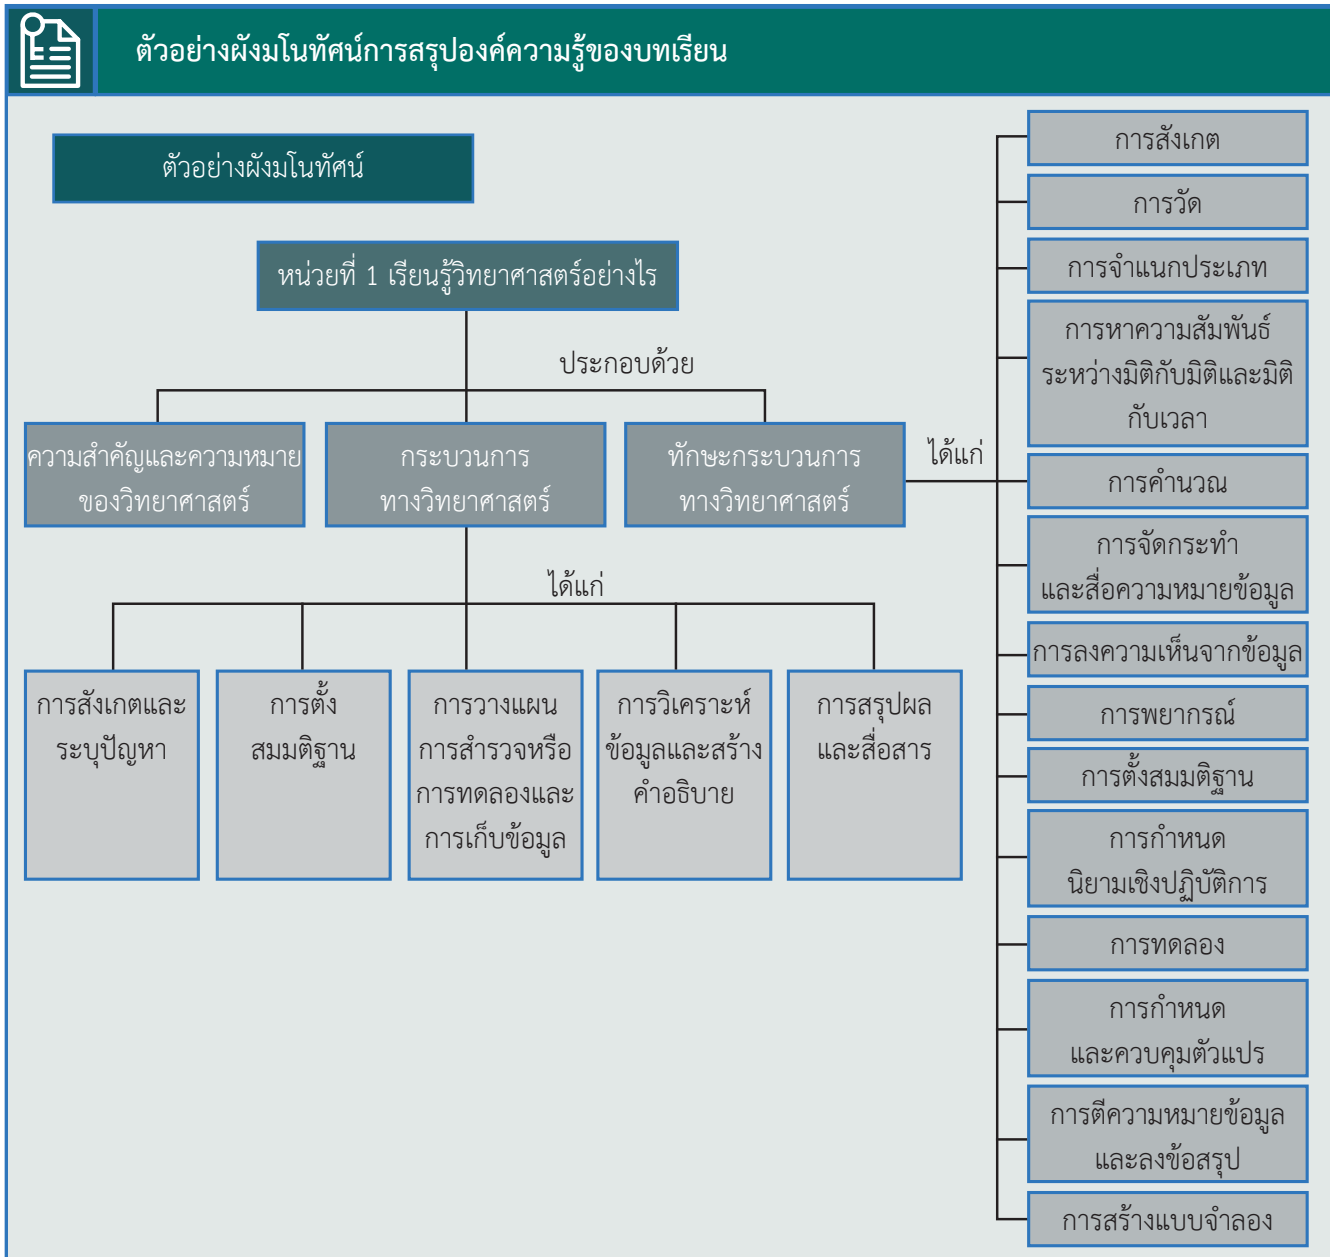 ตัวอย่างผังมโนทัศน์การสรุปองค์ความรู้ของบทเรียน
ตัวอย่างผังมโนทัศน์
หน่วยที่ 1 เรียนรู้วิทยาศาสตร์อย่างไร
ประกอบด้วย
ความสำคัญและความหมาย
ของวิทยาศาสตร์
กระบวนการ
ทางวิทยาศาสตร์
ทักษะกระบวนการ
ทางวิทยาศาสตร์
ได้แก่
การสังเกตและ
ระบุปัญหา
การตั้ง
สมมติฐาน
การวางแผน
การสำรวจหรือ
การทดลองและ
การเก็บข้อมูล
การวิเคราะห์
ข้อมูลและสร้าง
คำอธิบาย
การสรุปผล
และสื่อสาร
ได้แก่
การสังเกต
การวัด
การจำแนกประเภท
การหาความสัมพันธ์
ระหว่างมิติกับมิติและมิติ
กับเวลา
การคำนวณ
การจัดกระทำ
และสื่อความหมายข้อมูล
การลงความเห็นจากข้อมูล
การพยากรณ์
การตั้งสมมติฐาน
การกำหนด
นิยามเชิงปฏิบัติการ
การทดลอง
การกำหนด
และควบคุมตัวแปร
การตีความหมายข้อมูล
และลงข้อสรุป
การสร้างแบบจำลอง